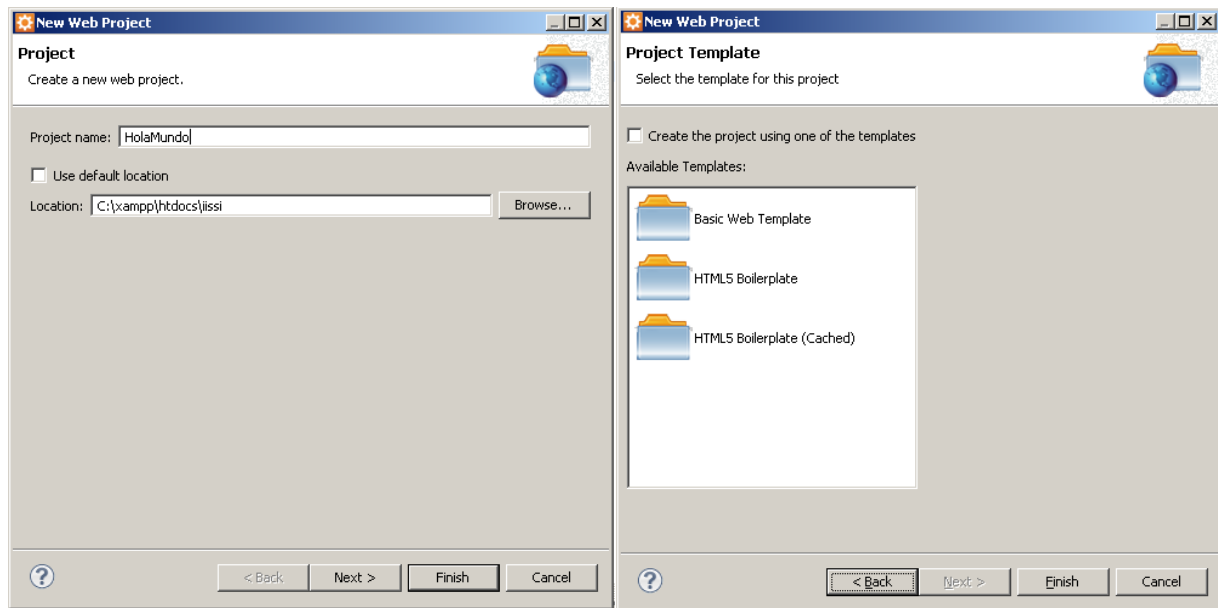 New Web Project
Project
Create a new web project.
Project name: HolaMundo
Use default location
Location: C:\xampp\htdocs\iissi Browse...
< Back Next > Finish Cancel
New Web Project
Project Template
Select the template for this project
Create the project using one of the templates
Available Templates:
Basic Web Template
HTML5 Boilerplate
HTML5 Boilerplate (Cached)
< Back Next > Finish Cancel